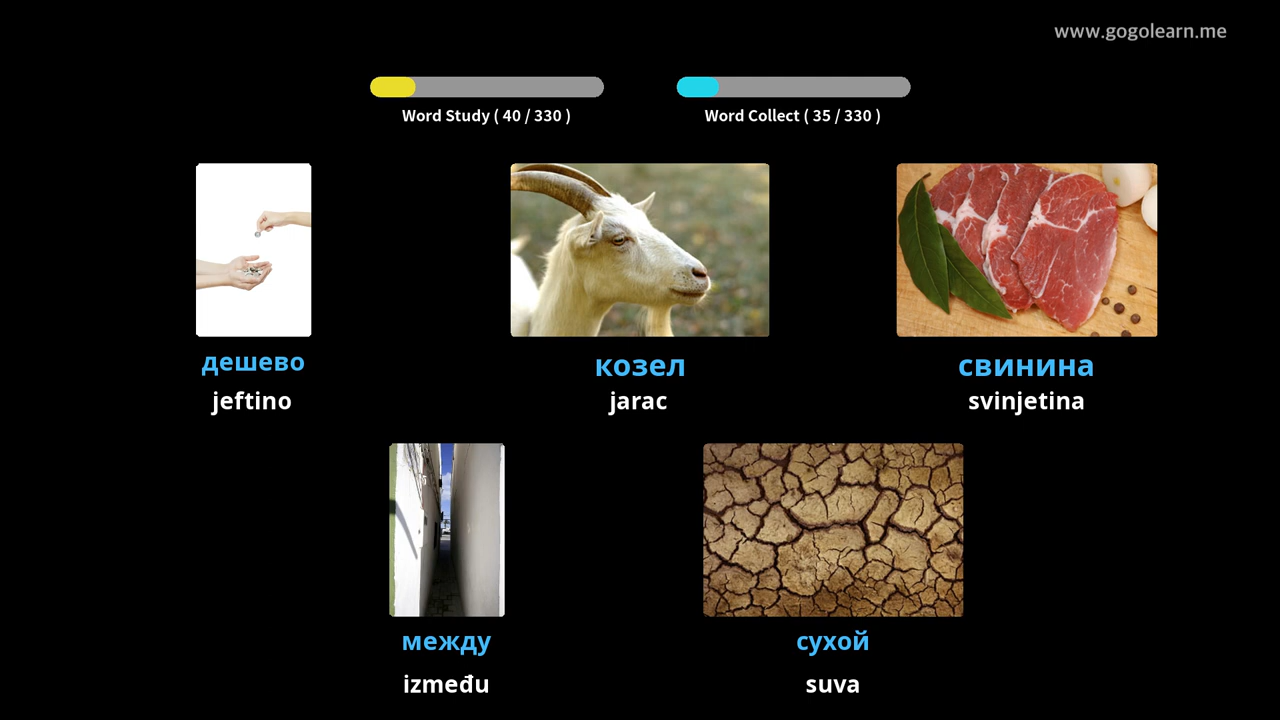 www.gogolearn.me
Word Study ( 40 / 330 )
Word Collect ( 35 / 330 )
дешево
jeftino
козел
jarac
свинина
svinjetina
между
između
сухой
suva